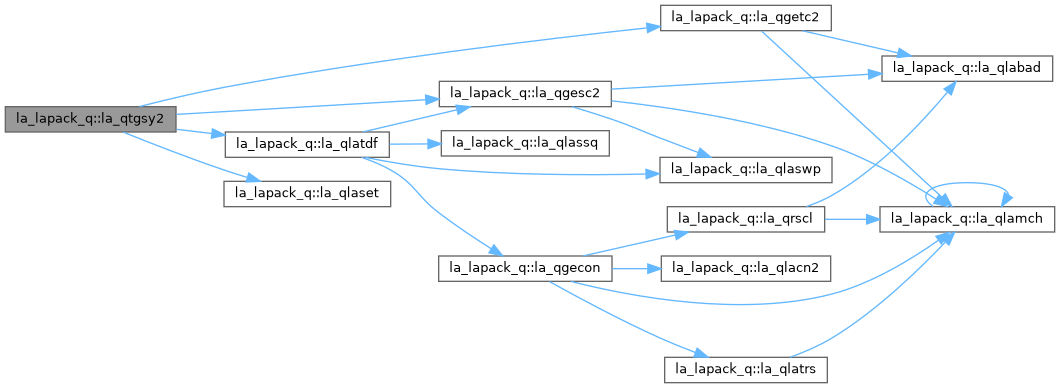 la_lapack_q::la_qgetc2
la_lapack_q::la_qlabad
la_lapack_q::la_qgesc2
la_lapack_q::la_qtgsy2
la_lapack_q::la_qlatdf
la_lapack_q::la_qlassq
la_lapack_q::la_qlaswp
la_lapack_q::la_qlaset
la_lapack_q::la_qrscl
la_lapack_q::la_qlamch
la_lapack_q::la_qgecon
la_lapack_q::la_qlacn2
la_lapack_q::la_qlatrs